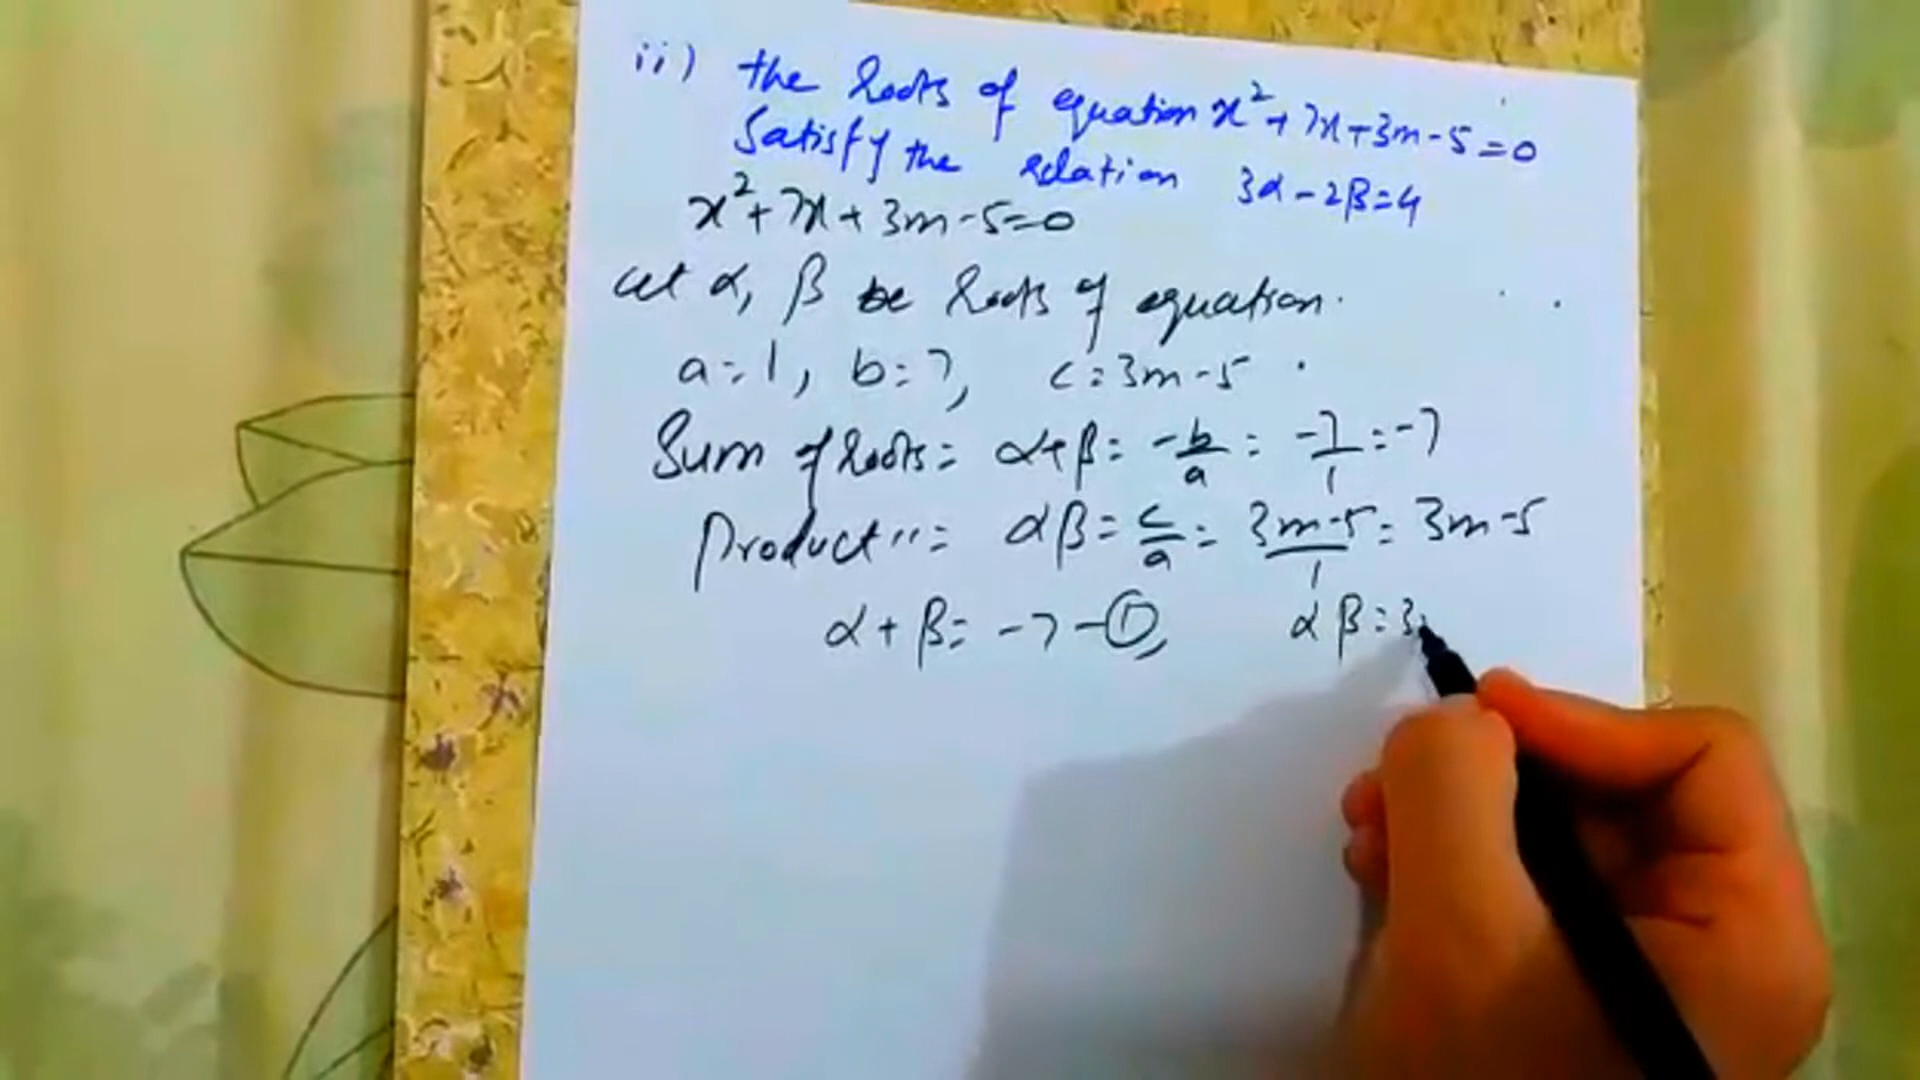 ii) the Roots of equation x² + 7x + 3m - 5 = 0
Satisfy the relation 3α - 2β = 4
x² + 7x + 3m - 5 = 0
let α, β be Roots of equation.
a = 1, b = 7, c = 3m - 5
Sum of Roots = α + β = -b/a = -7/1 = -7
Product " = αβ = c/a = 3m-5/1 = 3m - 5
α + β = -7 - ①, αβ = 3